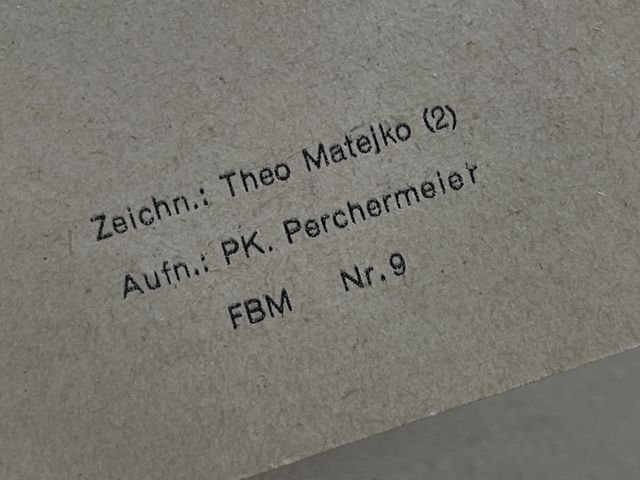 Zeichn.: Theo Matejko (2)
Aufn.: PK. Perchermeier
FBM Nr. 9